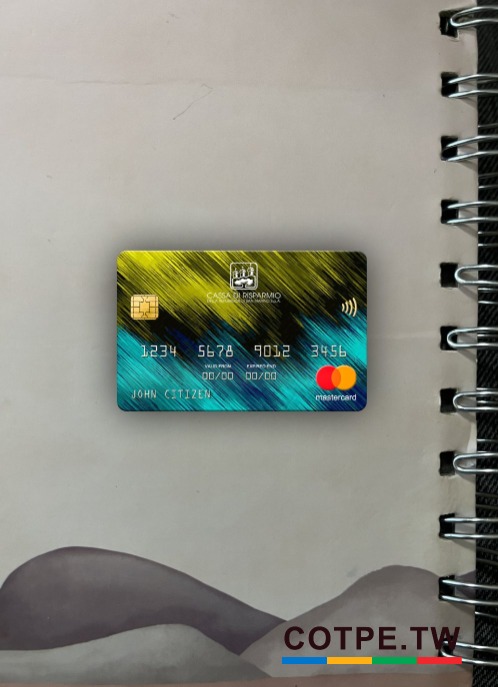 CASSA DI RISPARMIO
1234 5678 9012 3456
VALID FROM EXPIRES END
00/00 00/00
JOHN CITIZEN
mastercard
COTPE.TW